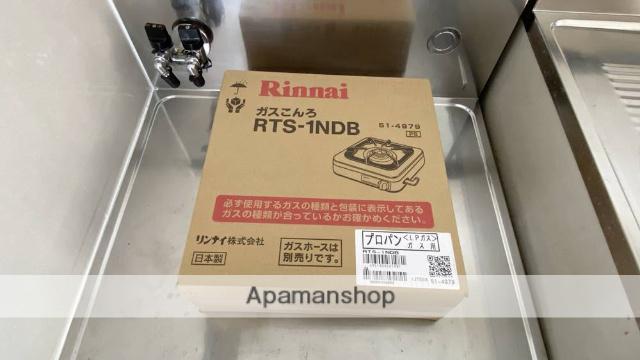 Rinnai
ガスこんろ
RTS-1NDB
51-4979
必ず使用するガスの種類と包装に表示してある
ガスの種類が合っているかお確かめください。
リンナイ株式会社
日本製
ガスホースは
別売りです。
プロパン<LPガス>
ガス用
RTS-1NDB
51-4979
Apamanshop